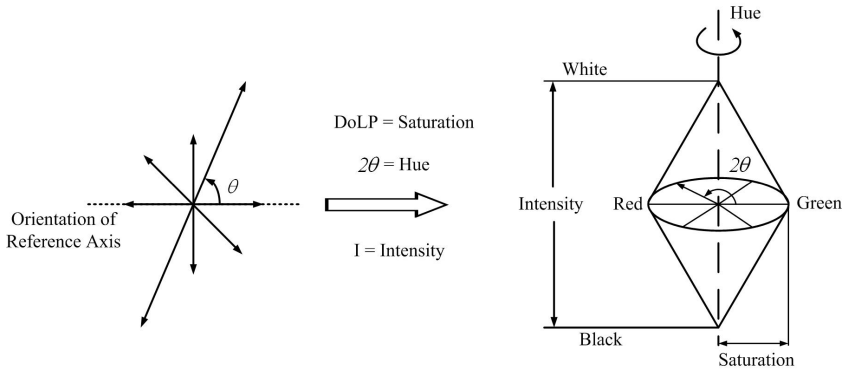 Hue
White
DoLP = Saturation
2θ = Hue
2θ
θ
Intensity
Red
Green
Orientation of
Reference Axis
I = Intensity
Black
Saturation